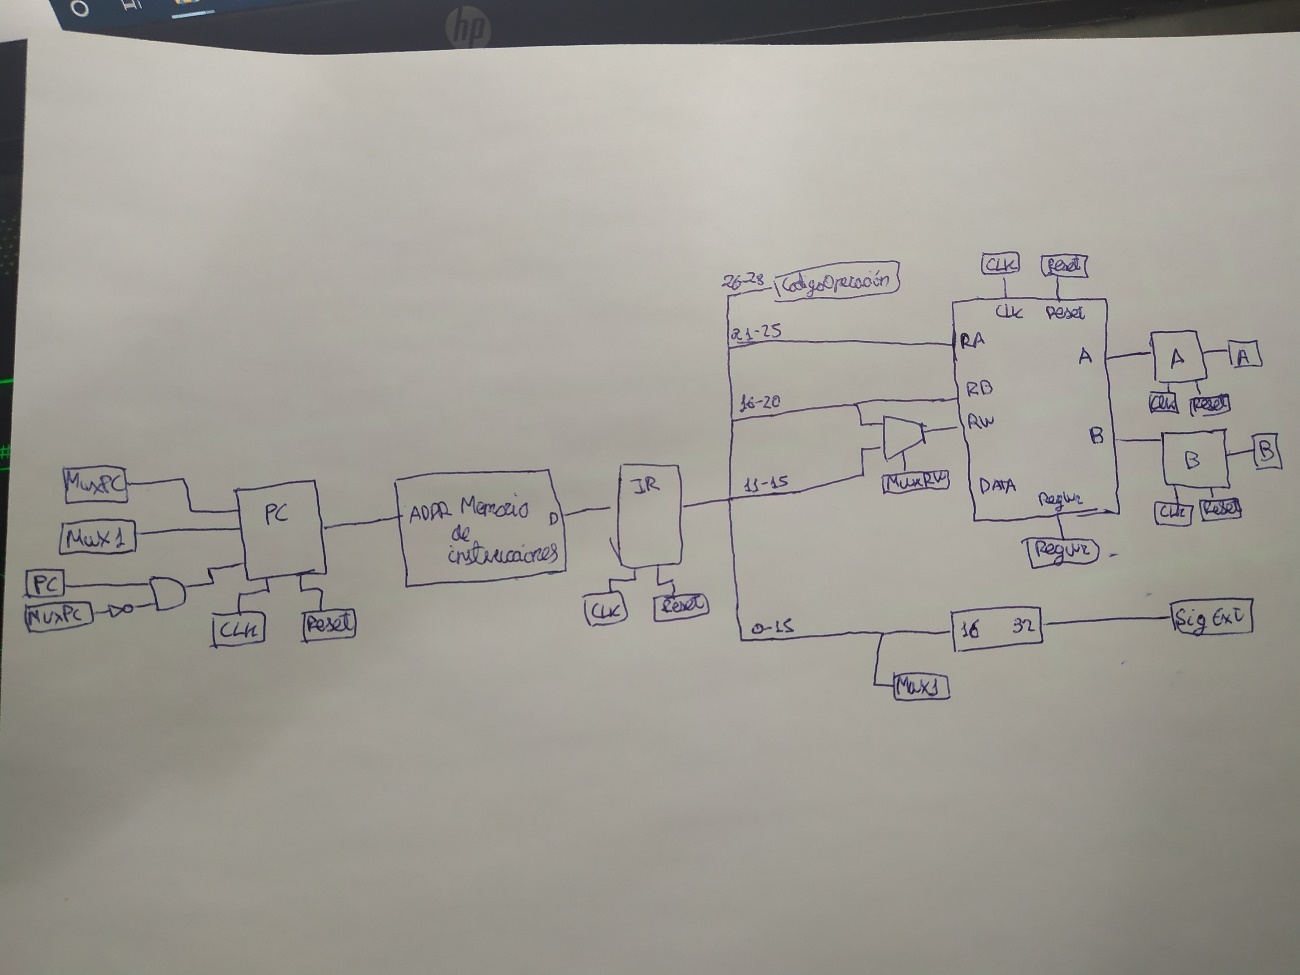 hp
26-28 CodigoOperación
CLK Reset
CLK Reset
21-25 RA
A A A
16-20 RB
RW
CLK Reset
B B B
11-15 MuxRW
DATA
RegWr
CLK Reset
RegWr
MuxPC
PC
Mux1
PC
MuxPC
CLK Reset
ADDR Memoria
de
instrucciones
D
IR
CLK Reset
0-15
16 32
Sig Ext
Mux1